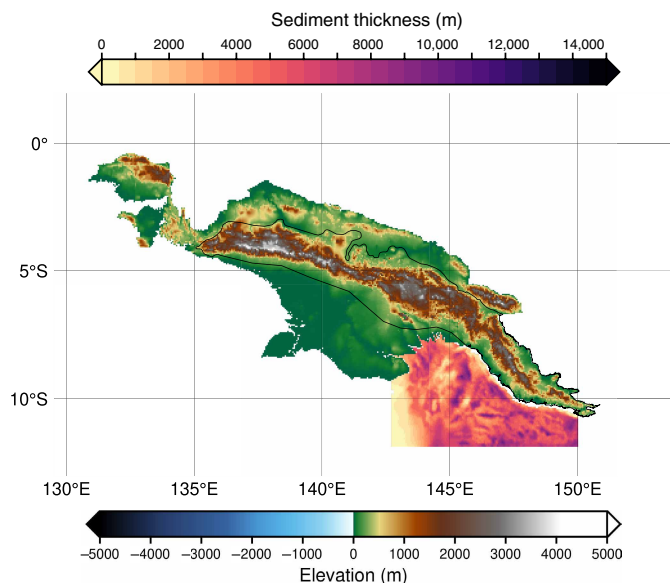 Sediment thickness (m)
0 2000 4000 6000 8000 10,000 12,000 14,000
0°
5°S
10°S
130°E 135°E 140°E 145°E 150°E
−5000 −4000 −3000 −2000 −1000 0 1000 2000 3000 4000 5000
Elevation (m)